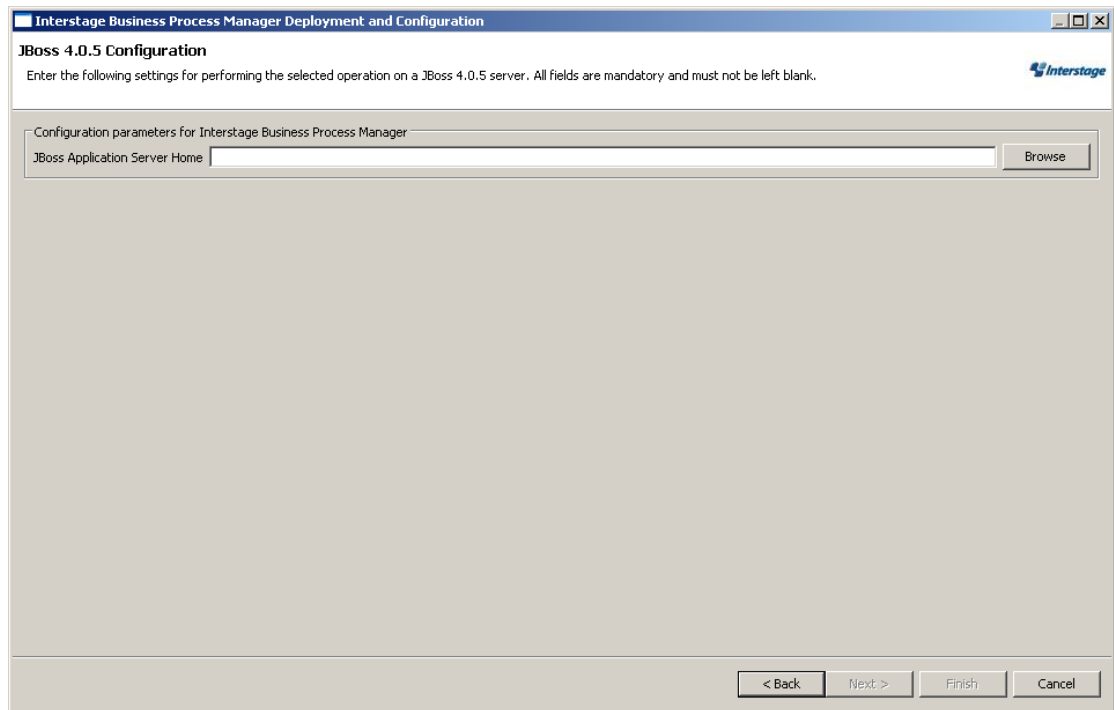 Interstage Business Process Manager Deployment and Configuration
JBoss 4.0.5 Configuration
Enter the following settings for performing the selected operation on a JBoss 4.0.5 server. All fields are mandatory and must not be left blank.
Interstage
Configuration parameters for Interstage Business Process Manager
JBoss Application Server Home Browse
< Back Next > Finish Cancel